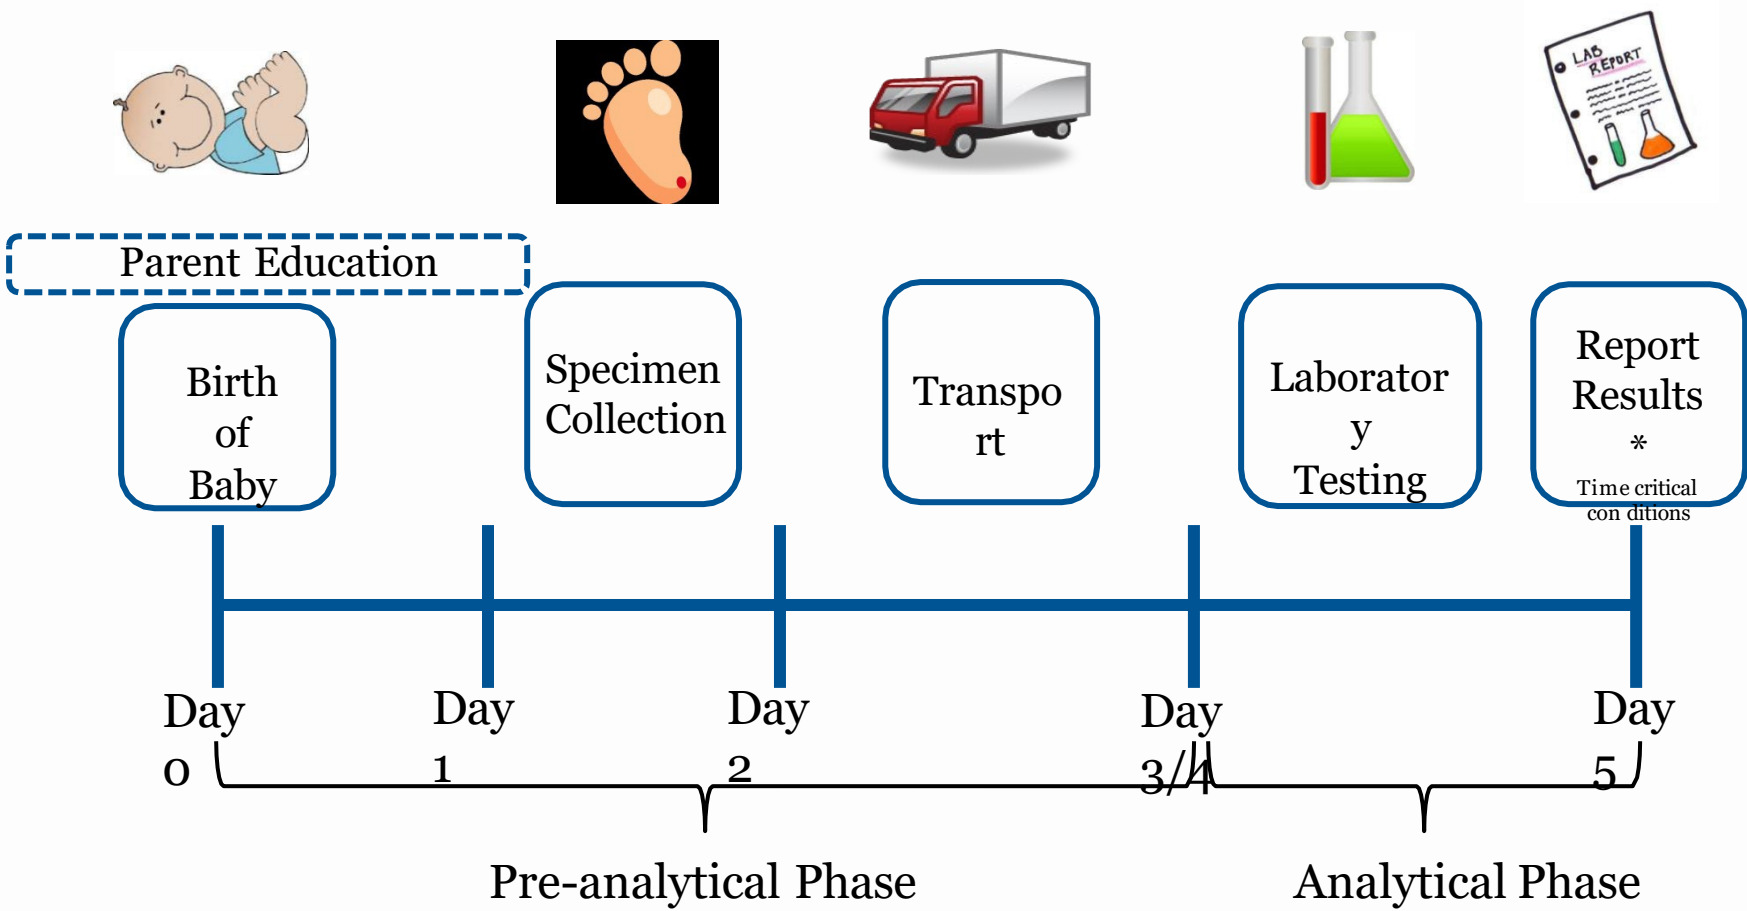 LAB
REPORT
Parent Education
Birth
of
Baby
Specimen
Collection
Transpo
rt
Laborator
y
Testing
Report
Results
*
Time critical
con ditions
Day
0
Day
1
Day
2
Day
3/4
Day
5
Pre-analytical Phase
Analytical Phase